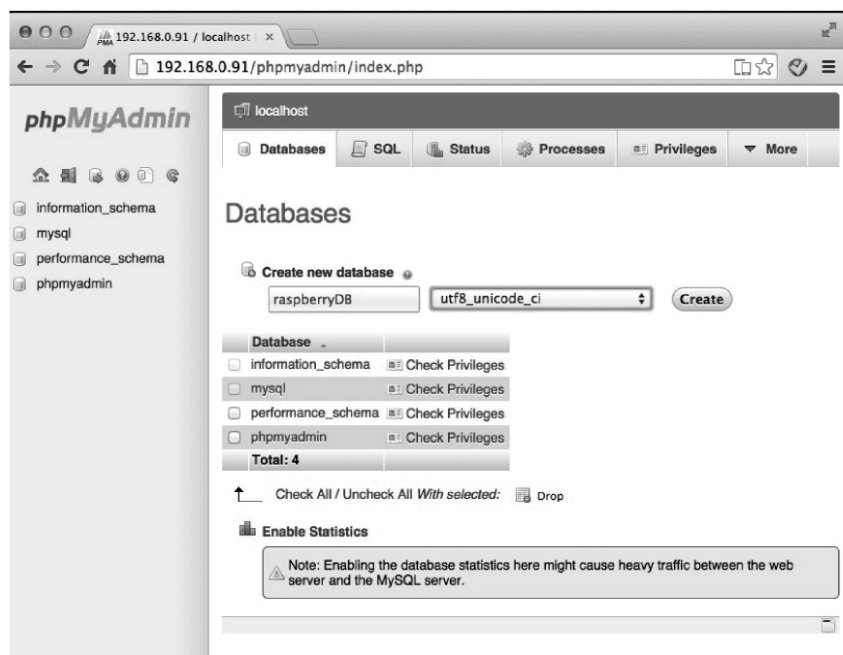 192.168.0.91 / localhost
192.168.0.91/phpmyadmin/index.php
phpMyAdmin
information_schema
mysql
performance_schema
phpmyadmin
localhost
Databases SQL Status Processes Privileges More
Databases
Create new database
raspberryDB utf8_unicode_ci Create
Database
information_schema Check Privileges
mysql Check Privileges
performance_schema Check Privileges
phpmyadmin Check Privileges
Total: 4
Check All / Uncheck All With selected: Drop
Enable Statistics
Note: Enabling the database statistics here might cause heavy traffic between the web
server and the MySQL server.